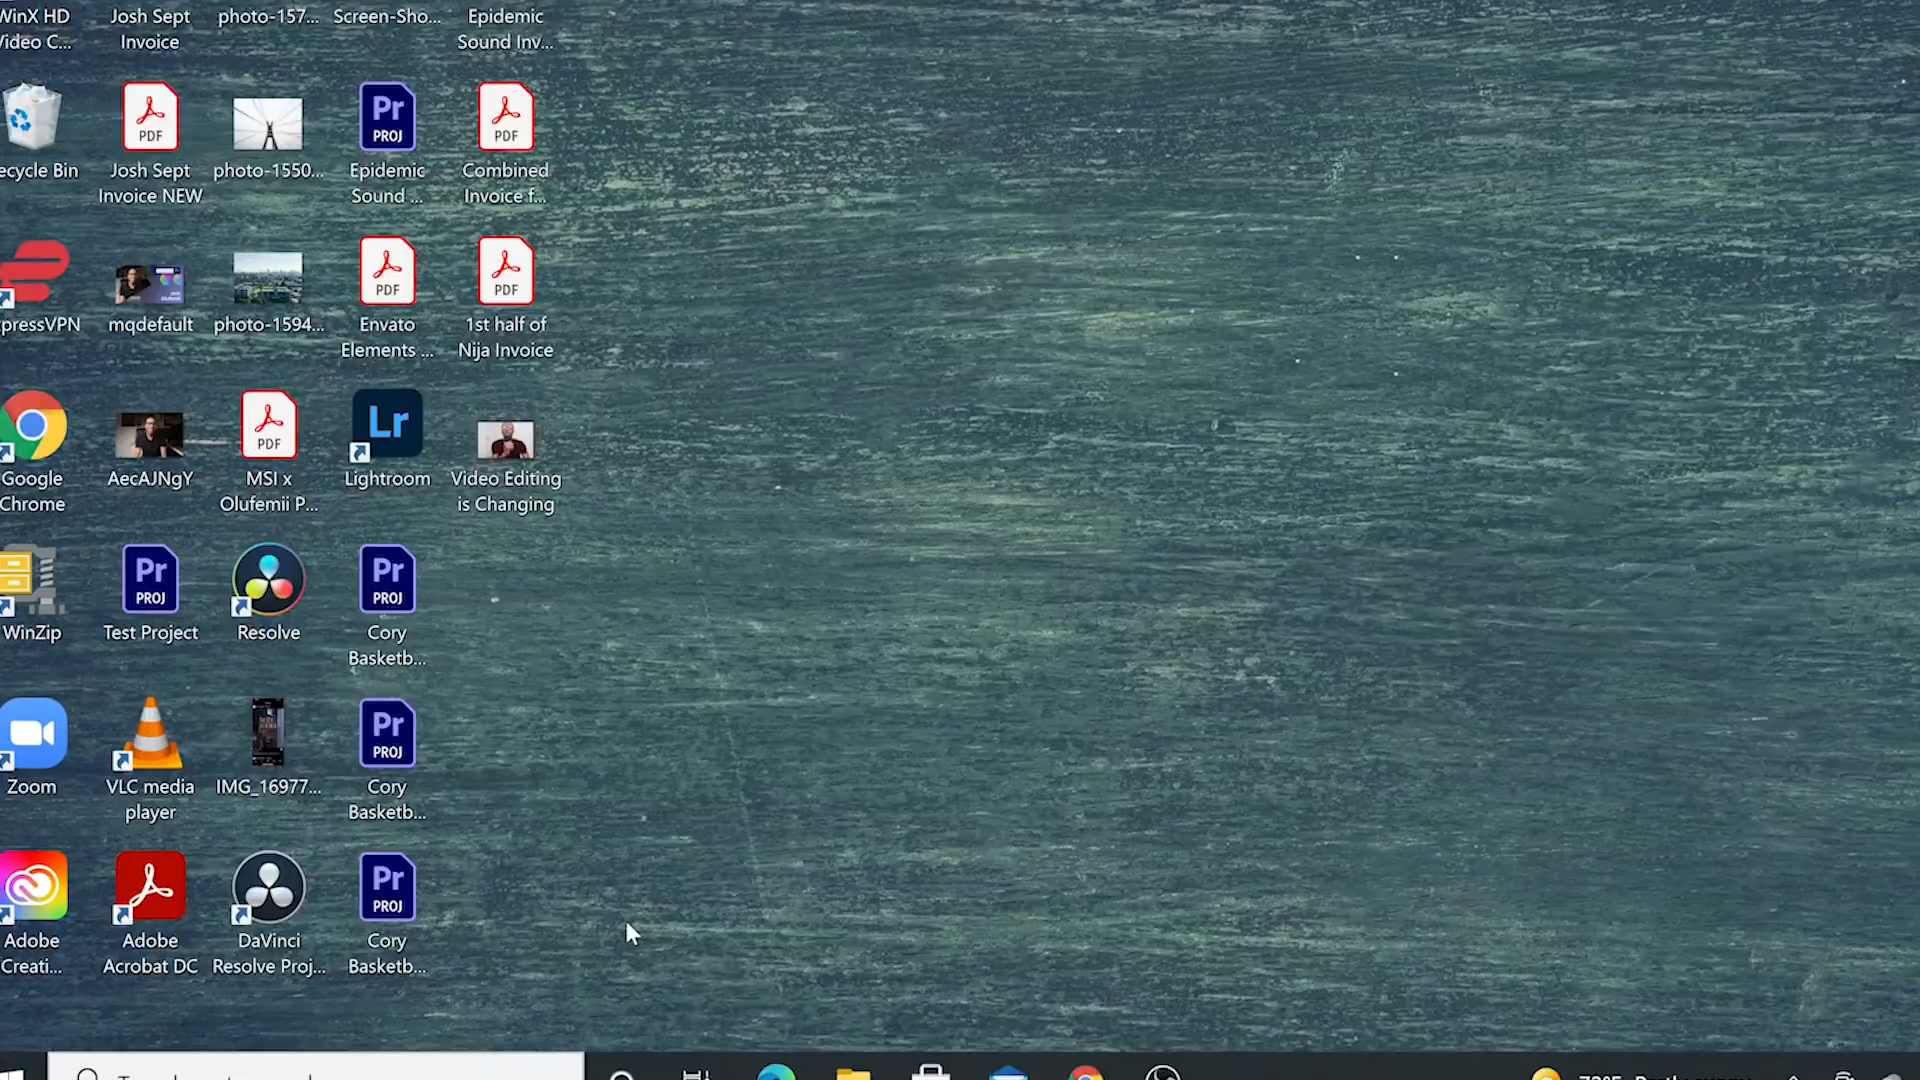 WinX HD
Video C...
Josh Sept
Invoice
photo-157...
Screen-Sho...
Epidemic
Sound Inv...
ecycle Bin
PDF
Josh Sept
Invoice NEW
photo-1550...
Pr
PROJ
Epidemic
Sound ...
PDF
Combined
Invoice f...
pressVPN
mqdefault
photo-1594...
PDF
Envato
Elements ...
PDF
1st half of
Nija Invoice
Google
Chrome
AecAJNgY
PDF
MSI x
Olufemii P...
Lr
Lightroom
Video Editing
is Changing
WinZip
Pr
PROJ
Test Project
Resolve
Pr
PROJ
Cory
Basketb...
Zoom
VLC media
player
IMG_16977...
Pr
PROJ
Cory
Basketb...
Adobe
Creati...
Adobe
Acrobat DC
DaVinci
Resolve Proj...
Pr
PROJ
Cory
Basketb...